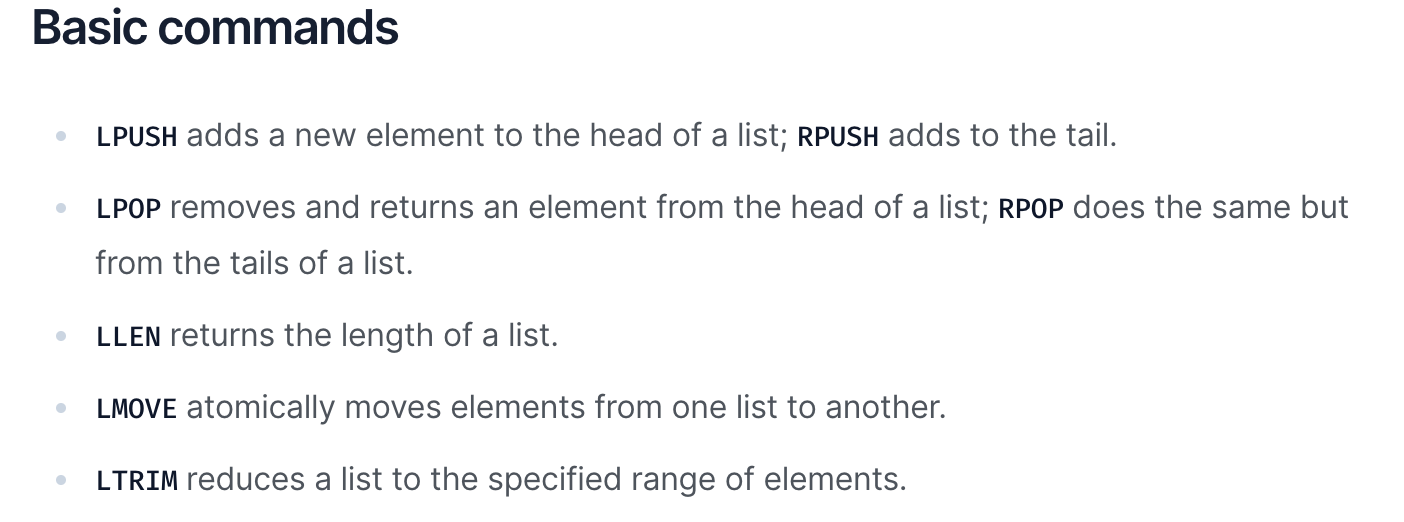 Basic commands
LPUSH adds a new element to the head of a list; RPUSH adds to the tail.
LPOP removes and returns an element from the head of a list; RPOP does the same but
from the tails of a list.
LLEN returns the length of a list.
LMOVE atomically moves elements from one list to another.
LTRIM reduces a list to the specified range of elements.